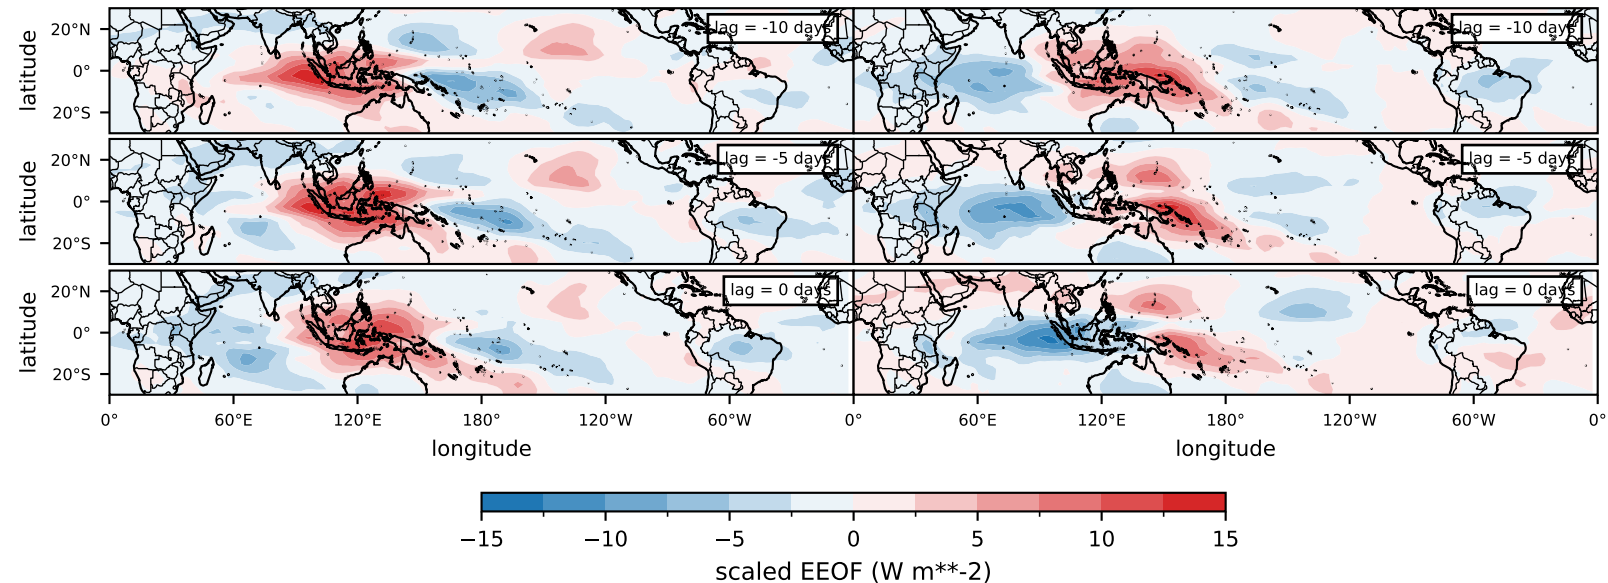 latitude
20°N
0°
20°S
lag = -10 days
lag = -10 days
latitude
20°N
0°
20°S
lag = -5 days
lag = -5 days
latitude
20°N
0°
20°S
lag = 0 days
lag = 0 days
0° 60°E 120°E 180° 120°W 60°W 0° 60°E 120°E 180° 120°W 60°W 0°
longitude longitude
−15 −10 −5 0 5 10 15
scaled EEOF (W m**-2)